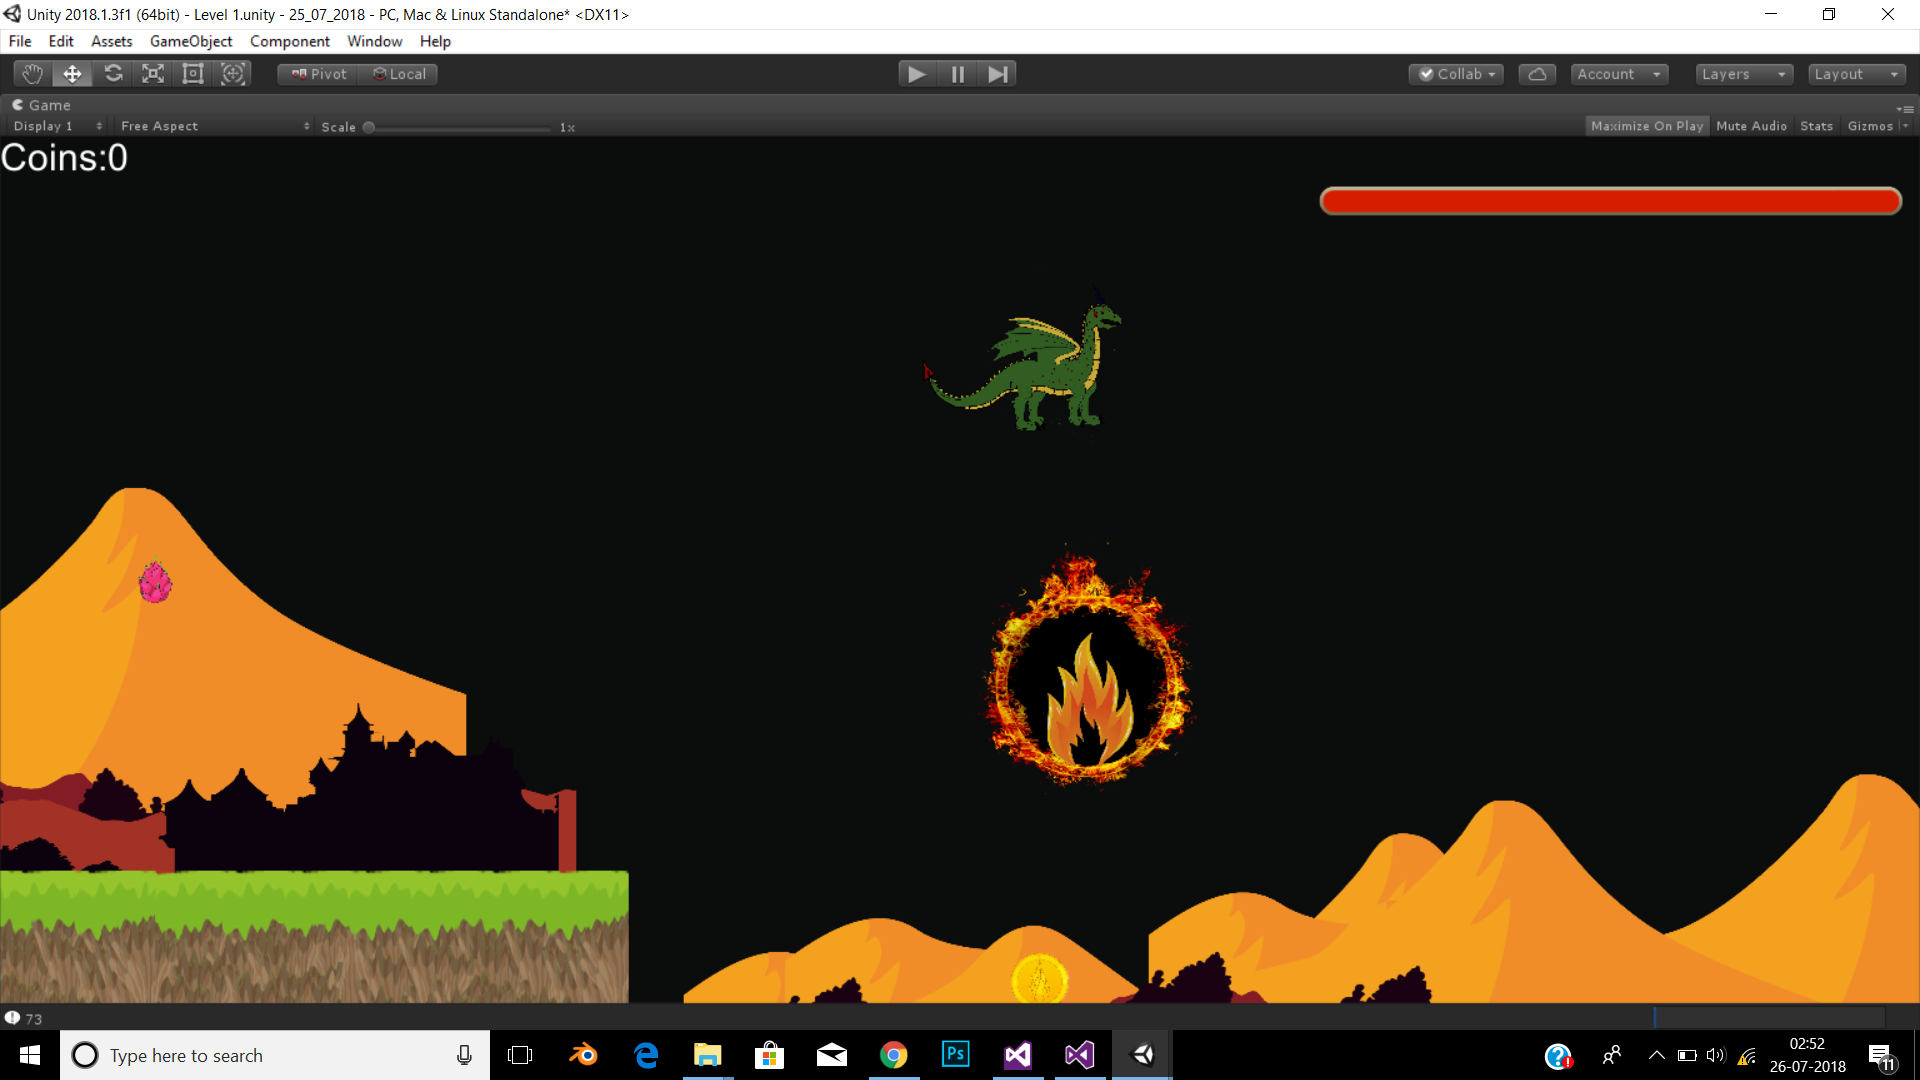 Unity 2018.1.3f1 (64bit) - Level 1.unity - 25_07_2018 - PC, Mac & Linux Standalone* <DX11>
File Edit Assets GameObject Component Window Help
Pivot Local Collab Account Layers Layout
Game
Display 1 Free Aspect Scale 1x Maximize On Play Mute Audio Stats Gizmos
Coins:0
73
Type here to search
Ps
02:52
26-07-2018
11